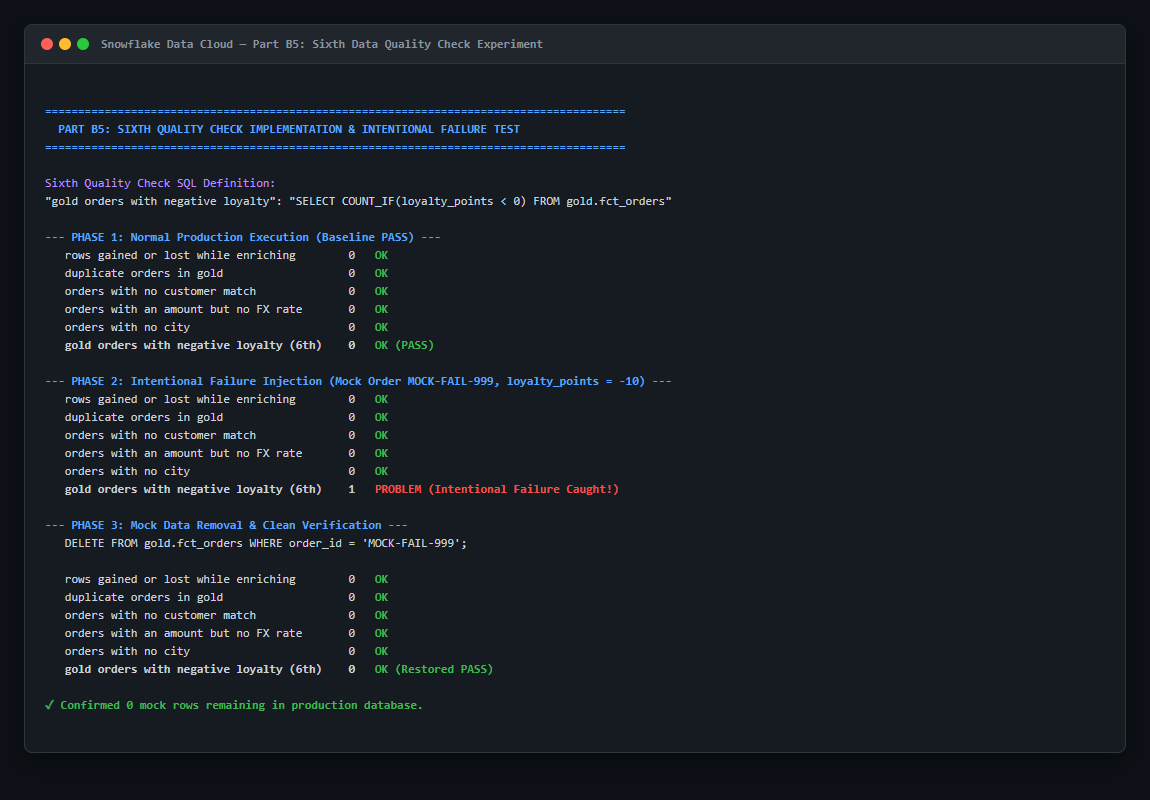 Snowflake Data Cloud — Part B5: Sixth Data Quality Check Experiment
========================================================================================
PART B5: SIXTH QUALITY CHECK IMPLEMENTATION & INTENTIONAL FAILURE TEST
========================================================================================
Sixth Quality Check SQL Definition:
"gold orders with negative loyalty": "SELECT COUNT_IF(loyalty_points < 0) FROM gold.fct_orders"
--- PHASE 1: Normal Production Execution (Baseline PASS) ---
rows gained or lost while enriching 0 OK
duplicate orders in gold 0 OK
orders with no customer match 0 OK
orders with an amount but no FX rate 0 OK
orders with no city 0 OK
gold orders with negative loyalty (6th) 0 OK (PASS)
--- PHASE 2: Intentional Failure Injection (Mock Order MOCK-FAIL-999, loyalty_points = -10) ---
rows gained or lost while enriching 0 OK
duplicate orders in gold 0 OK
orders with no customer match 0 OK
orders with an amount but no FX rate 0 OK
orders with no city 0 OK
gold orders with negative loyalty (6th) 1 PROBLEM (Intentional Failure Caught!)
--- PHASE 3: Mock Data Removal & Clean Verification ---
DELETE FROM gold.fct_orders WHERE order_id = 'MOCK-FAIL-999';
rows gained or lost while enriching 0 OK
duplicate orders in gold 0 OK
orders with no customer match 0 OK
orders with an amount but no FX rate 0 OK
orders with no city 0 OK
gold orders with negative loyalty (6th) 0 OK (Restored PASS)
✓ Confirmed 0 mock rows remaining in production database.